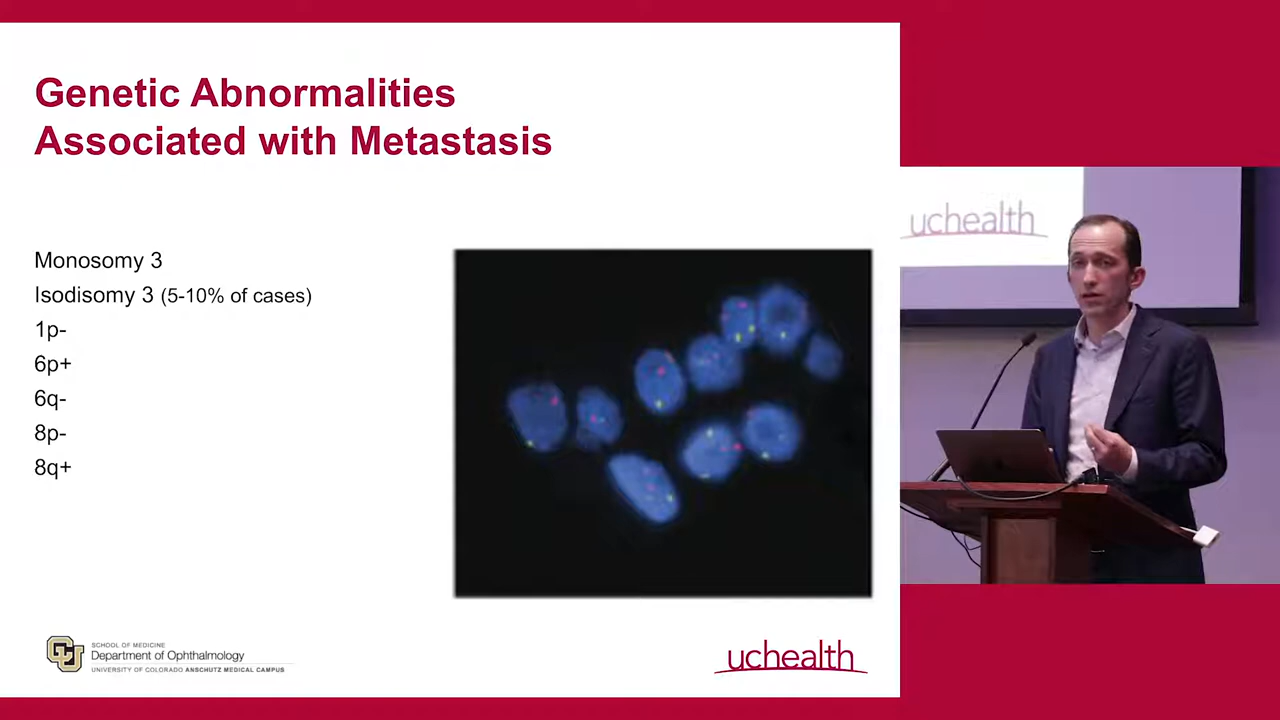 Genetic Abnormalities
Associated with Metastasis
Monosomy 3
Isodisomy 3 (5-10% of cases)
1p-
6p+
6q-
8p-
8q+
SCHOOL OF MEDICINE
Department of Ophthalmology
UNIVERSITY OF COLORADO ANSCHUTZ MEDICAL CAMPUS
uchealth
uchealth